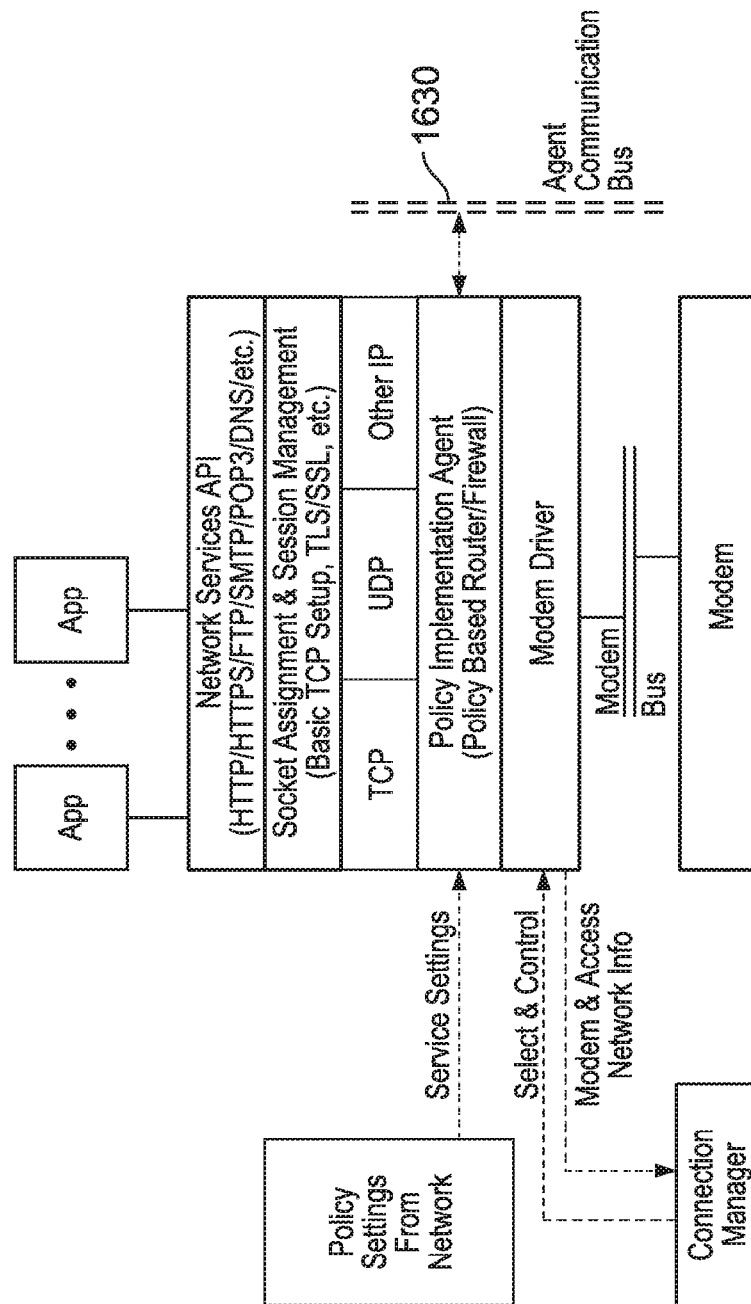 App
App
Network Services API
(HTTP/HTTPS/FTP/SMTP/POP3/DNS/etc.)
Socket Assignment & Session Management
(Basic TCP Setup, TLS/SSL, etc.)
TCP
UDP
Other IP
Policy
Settings
From
Network
Service Settings
Policy Implementation Agent
(Policy Based Router/Firewall)
1630
Agent
Communication
Bus
Select & Control
Modem & Access
Network Info
Modem Driver
Connection
Manager
Modem
Bus
Modem